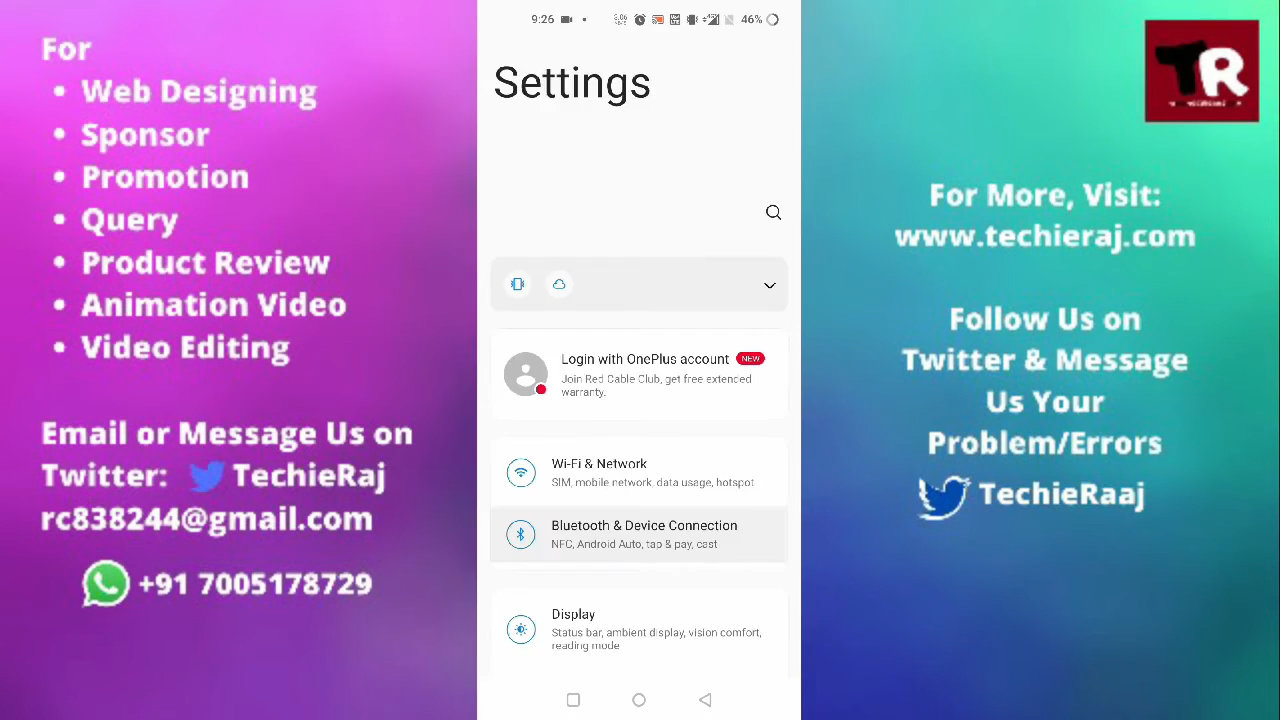 For
• Web Designing
• Sponsor
• Promotion
• Query
• Product Review
• Animation Video
• Video Editing
Email or Message Us on
Twitter: TechieRaj
rc838244@gmail.com
+91 7005178729
9:26
46%
Settings
Login with OnePlus account NEW
Join Red Cable Club, get free extended
warranty.
Wi-Fi & Network
SIM, mobile network, data usage, hotspot
Bluetooth & Device Connection
NFC, Android Auto, tap & pay, cast
Display
Status bar, ambient display, vision comfort,
reading mode
TR
For More, Visit:
www.techieraj.com
Follow Us on
Twitter & Message
Us Your
Problem/Errors
TechieRaaj